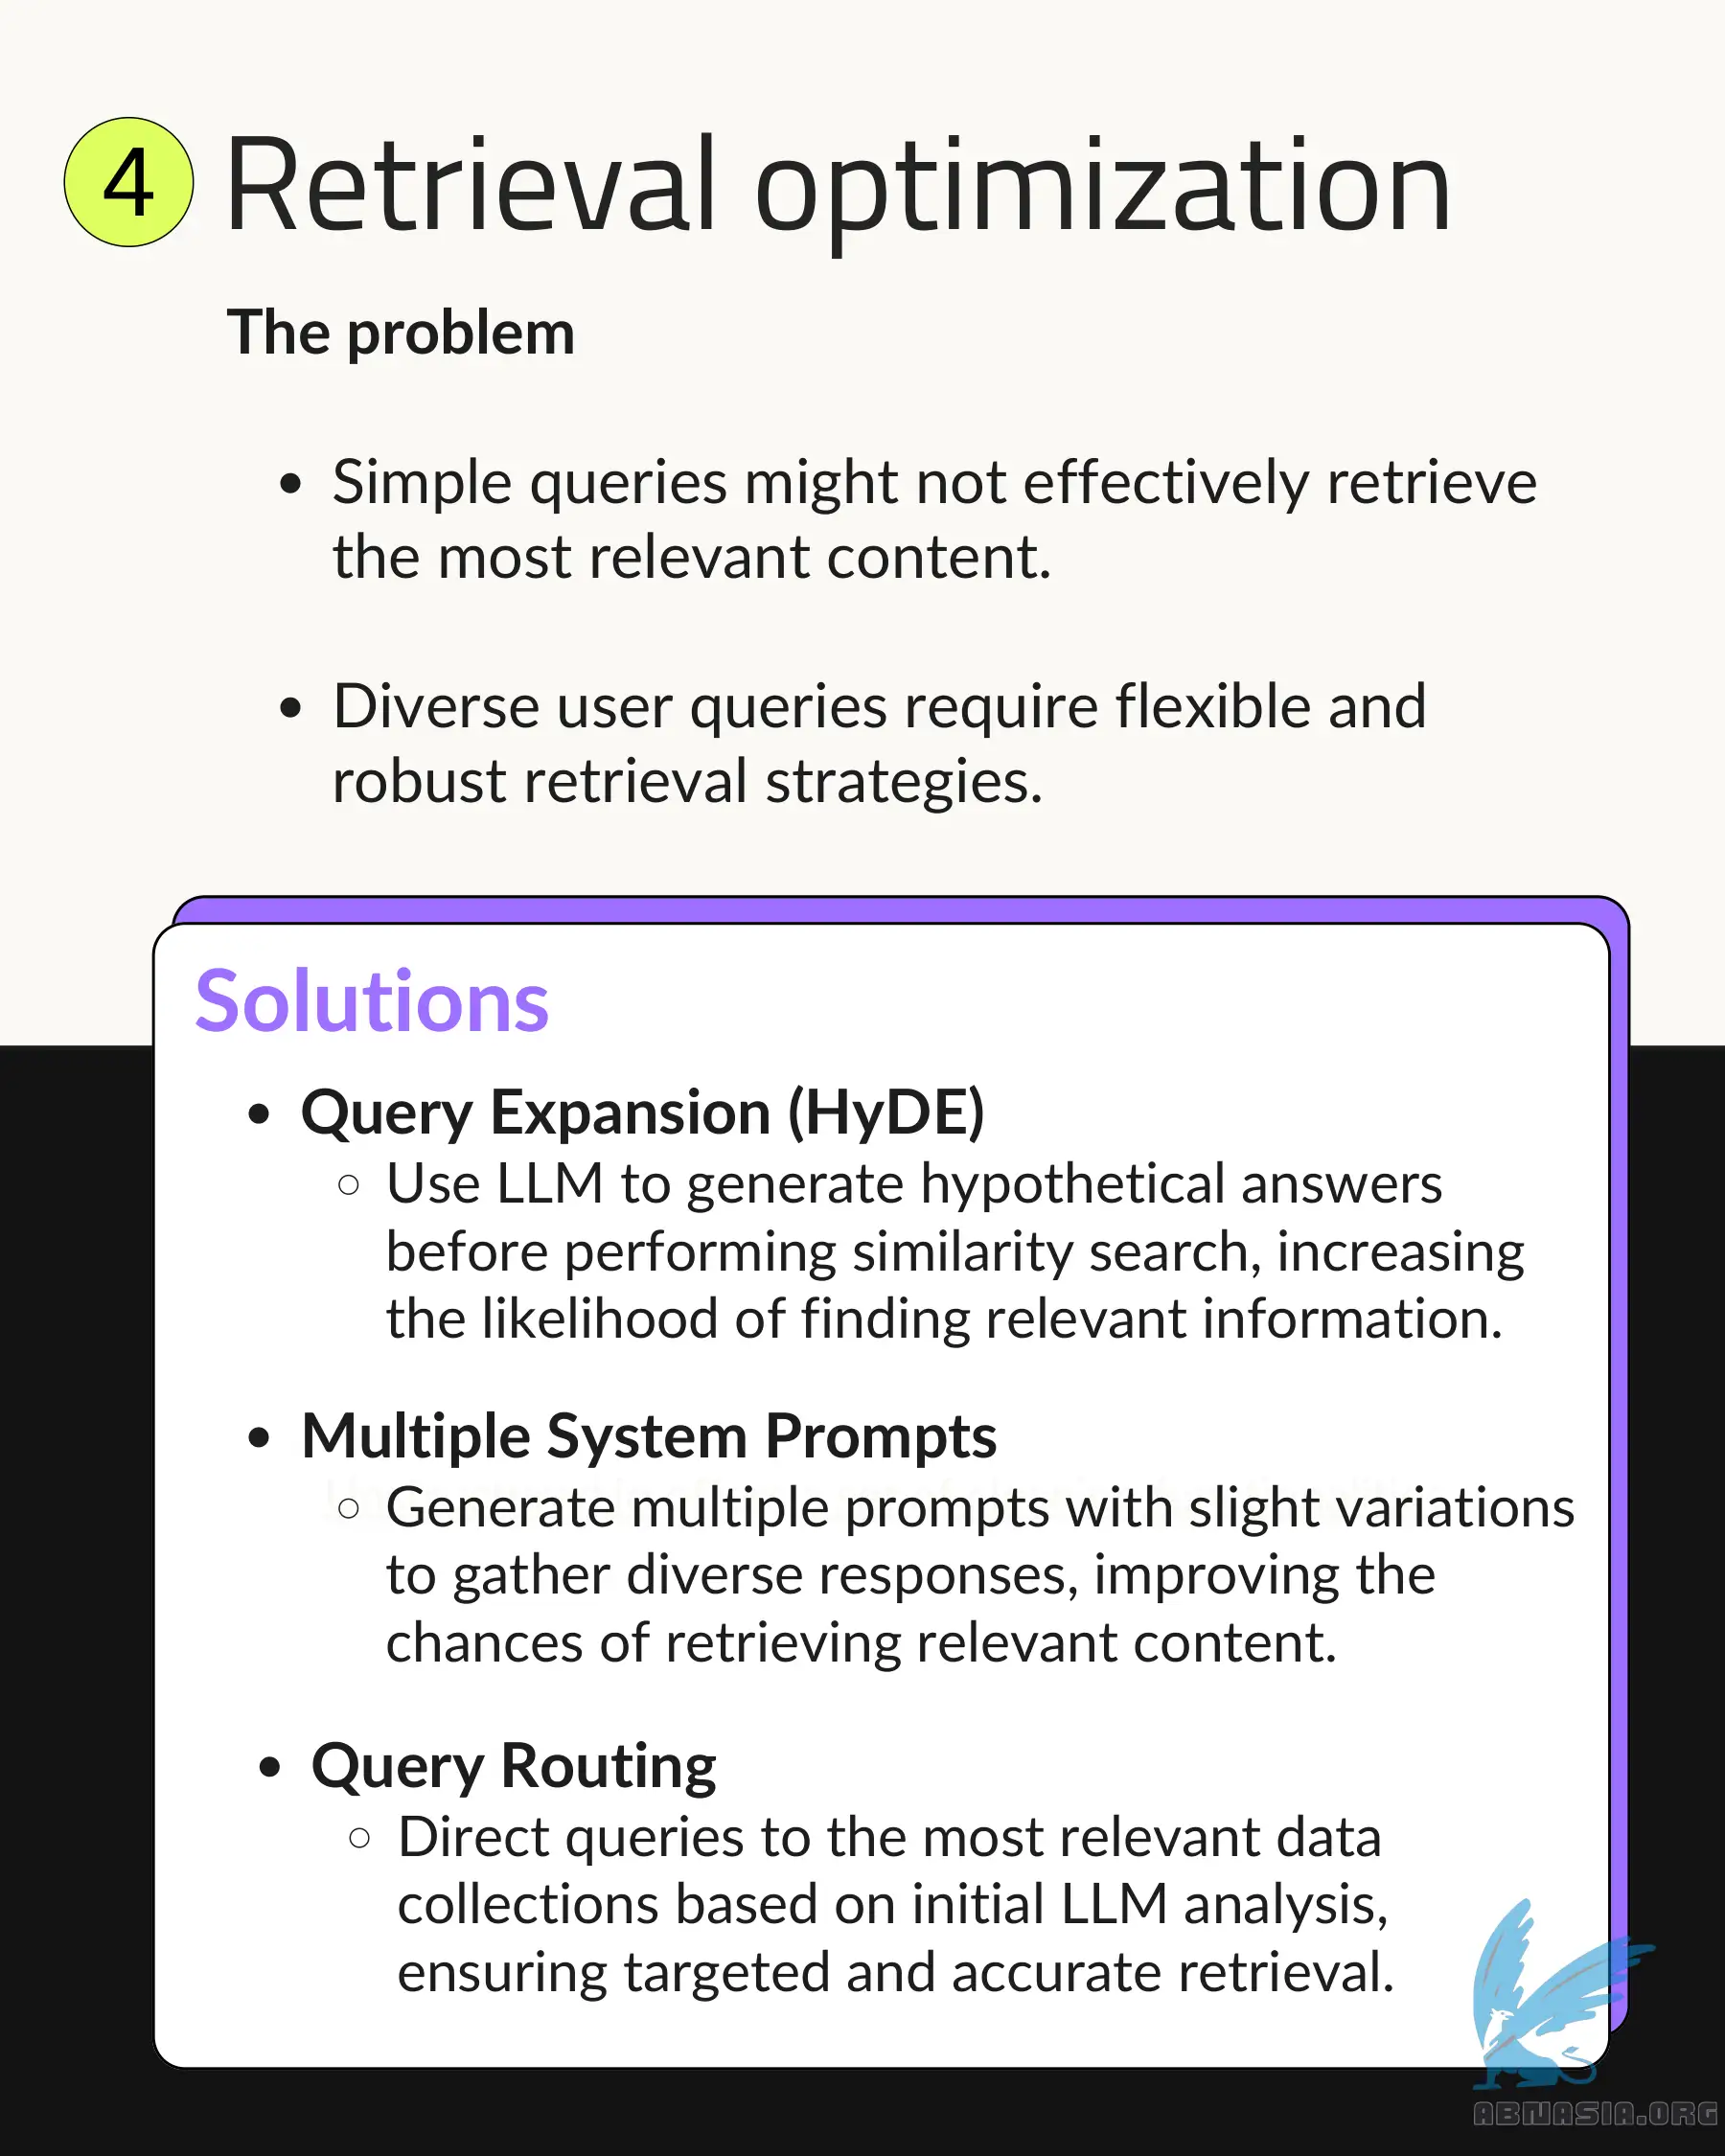 4
Retrieval optimization
The problem
• Simple queries might not effectively retrieve
the most relevant content.
• Diverse user queries require flexible and
robust retrieval strategies.
Solutions
• Query Expansion (HyDE)
○ Use LLM to generate hypothetical answers
before performing similarity search, increasing
the likelihood of finding relevant information.
• Multiple System Prompts
○ Generate multiple prompts with slight variations
to gather diverse responses, improving the
chances of retrieving relevant content.
• Query Routing
○ Direct queries to the most relevant data
collections based on initial LLM analysis,
ensuring targeted and accurate retrieval.
ABNASIA.ORG